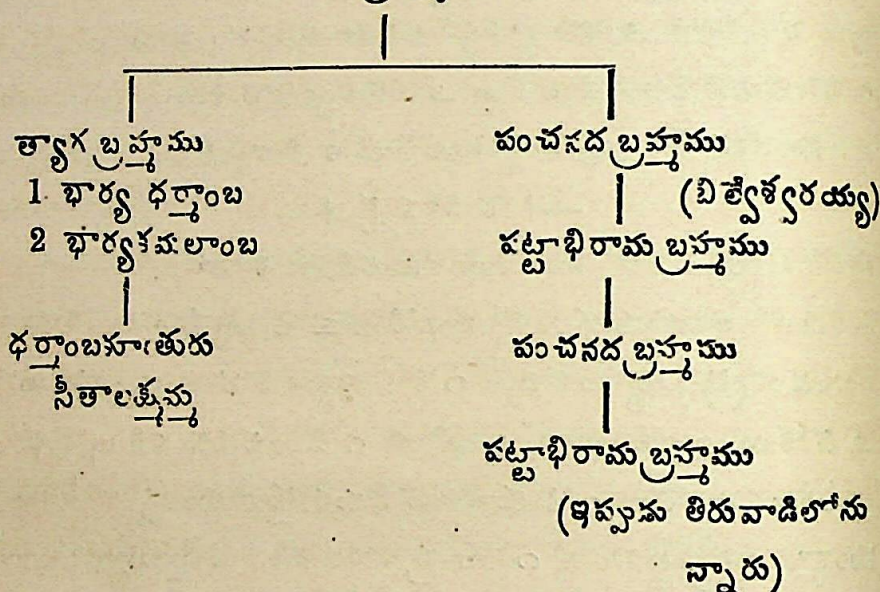 త్యాగ బ్రహ్మము
1 భార్య ధర్మాంబ
2 భార్యకమలాంబ
ధర్మాంబకూఁతురు
సీతాలక్ష్మమ్మ
పంచనద బ్రహ్మము
(బిల్వేశ్వరయ్య)
పట్టాభిరామ బ్రహ్మము
పంచనద బ్రహ్మము
పట్టాభిరామ బ్రహ్మము
(ఇప్పుడు తిరువాడిలోను
న్నారు)